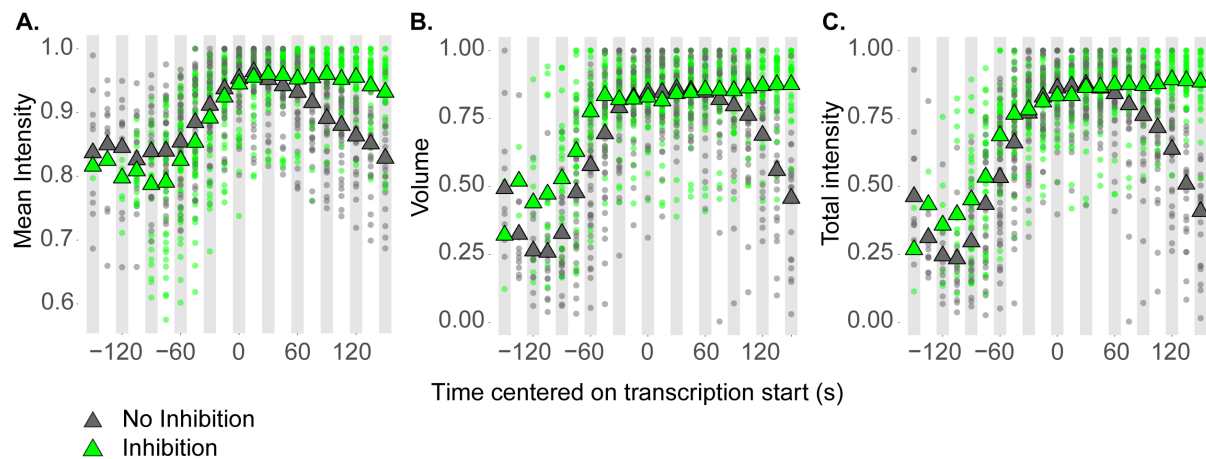 A.
Mean Intensity
1.0
0.9
0.8
0.7
0.6
−120 −60 0 60 120
B.
Volume
1.00
0.75
0.50
0.25
0.00
−120 −60 0 60 120
C.
Total intensity
1.00
0.75
0.50
0.25
0.00
−120 −60 0 60 120
Time centered on transcription start (s)
No Inhibition
Inhibition